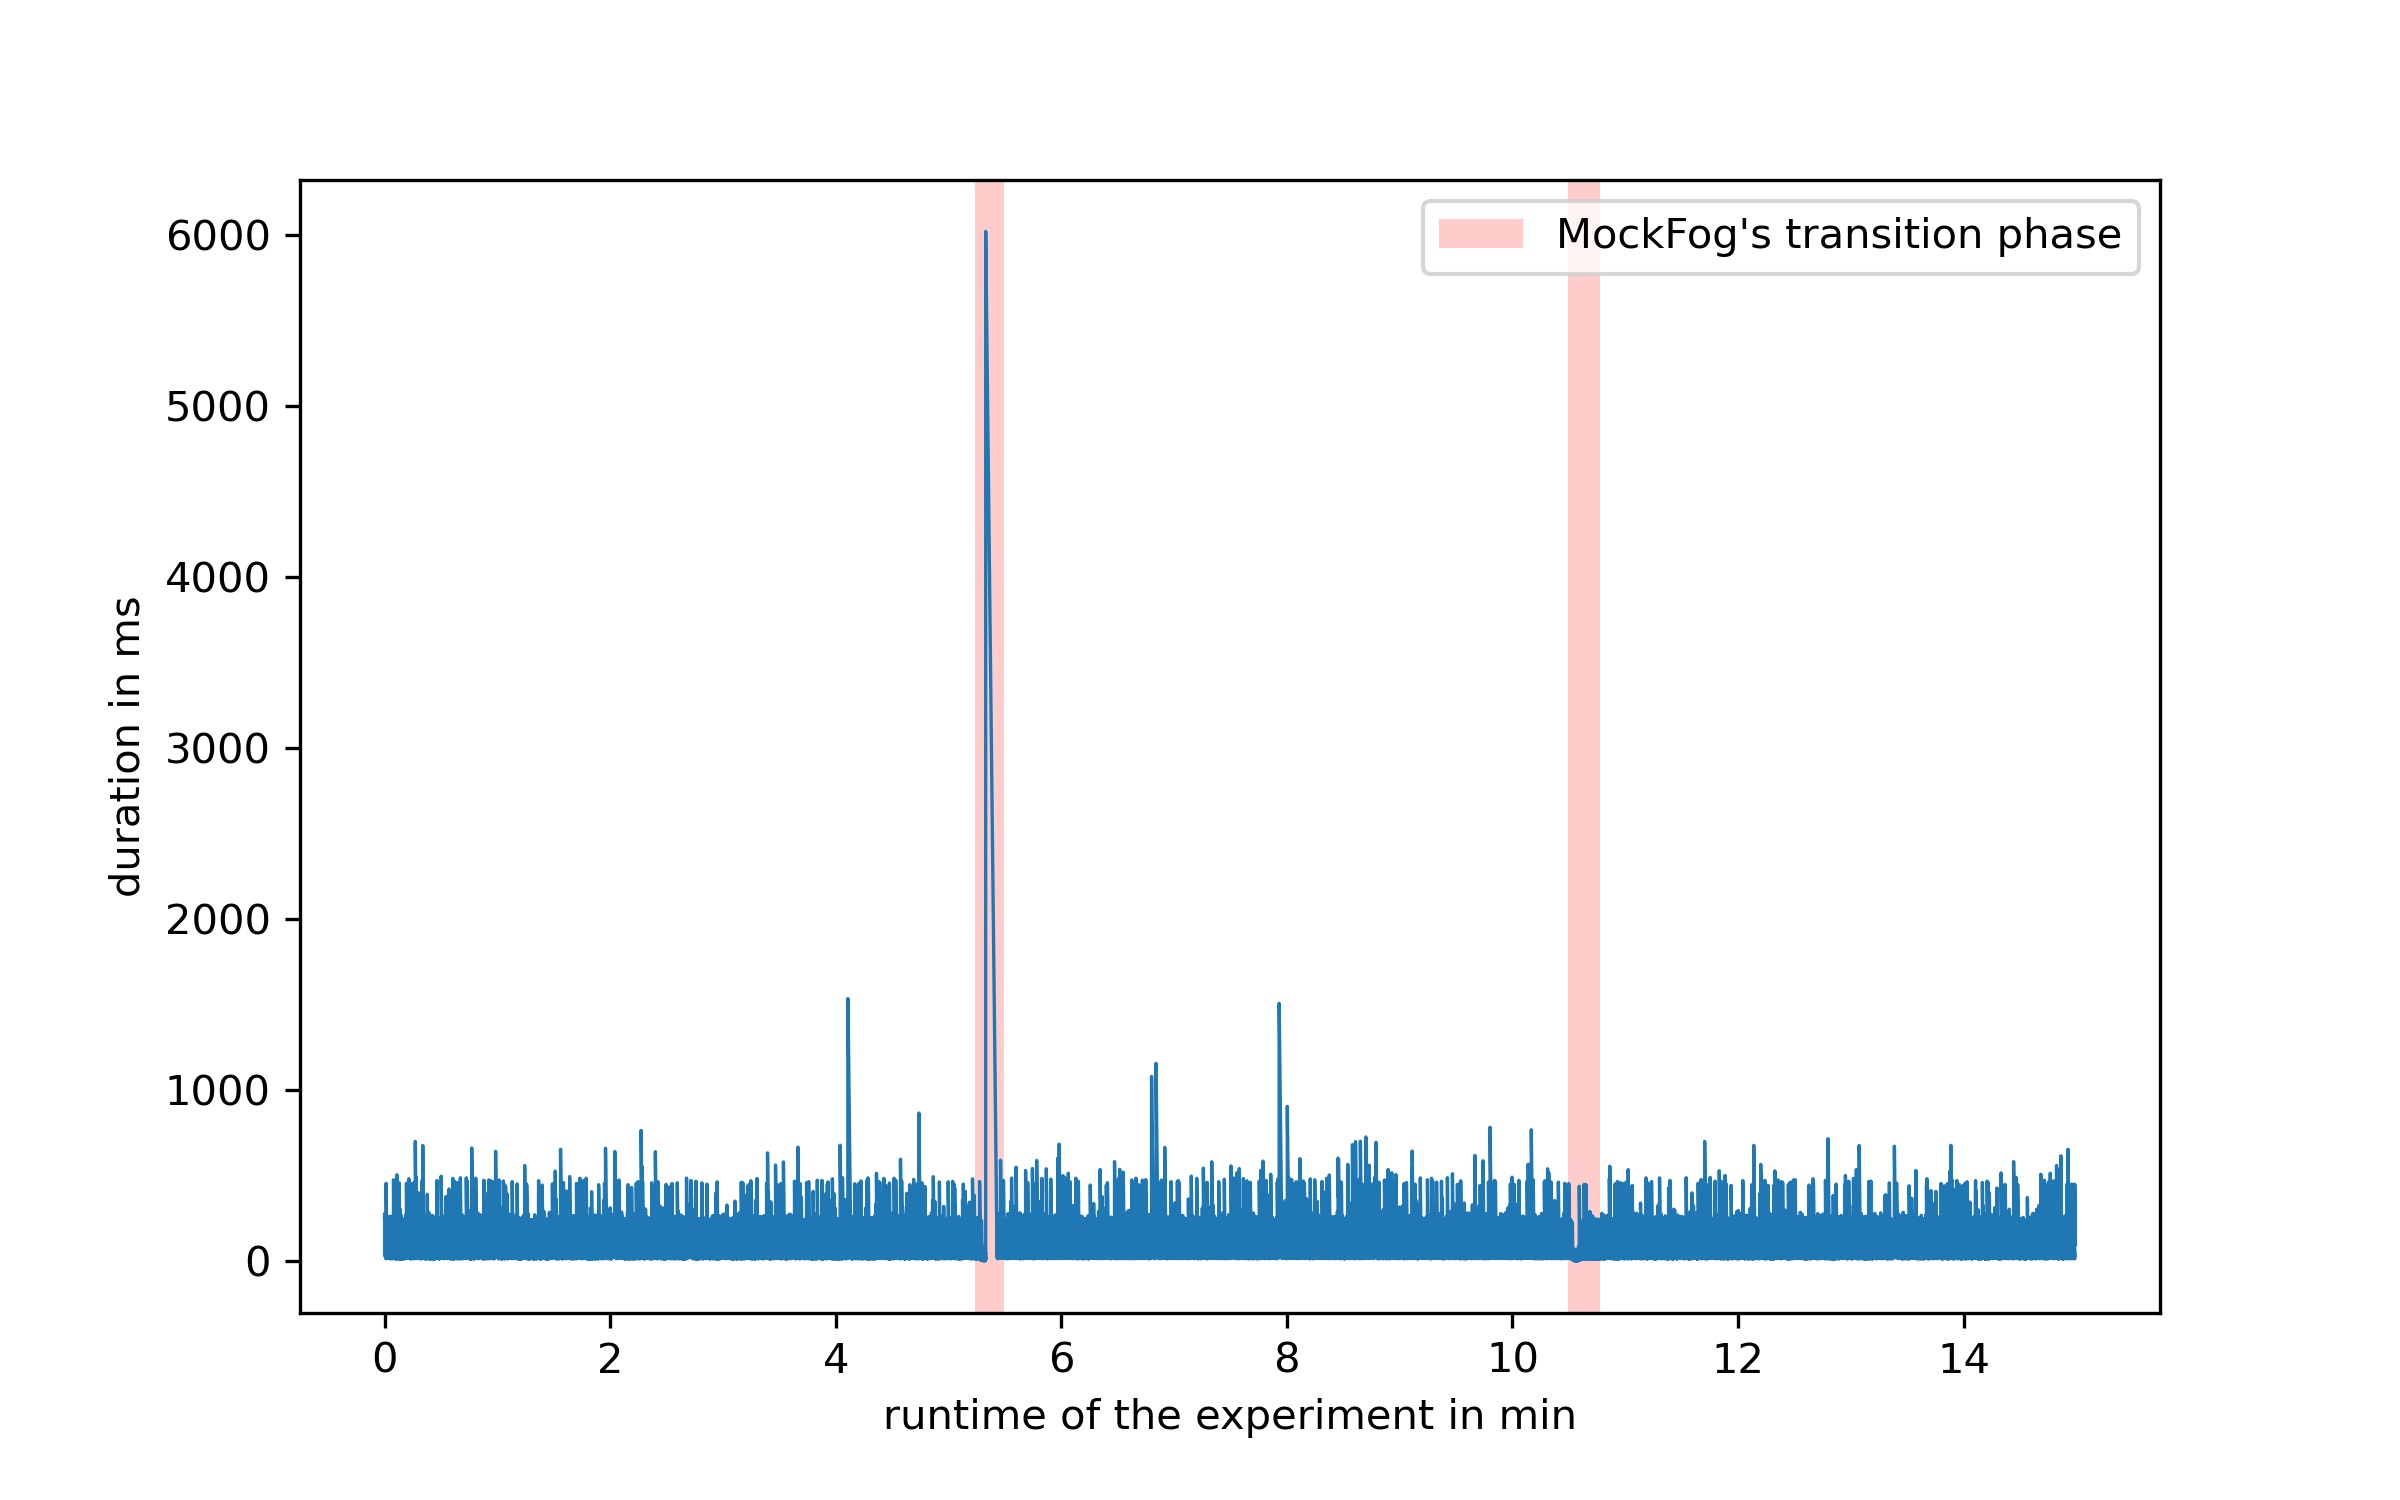 MockFog's transition phase
6000
5000
4000
3000
2000
1000
0
duration in ms
0 2 4 6 8 10 12 14
runtime of the experiment in min